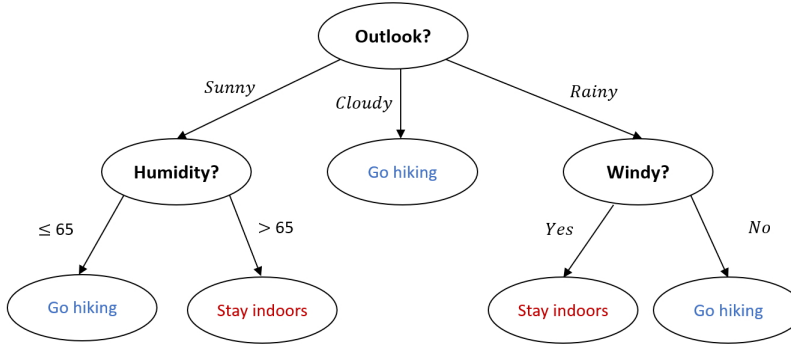 Outlook?
Sunny
Cloudy
Rainy
Humidity?
Go hiking
Windy?
≤ 65
> 65
Yes
No
Go hiking
Stay indoors
Stay indoors
Go hiking